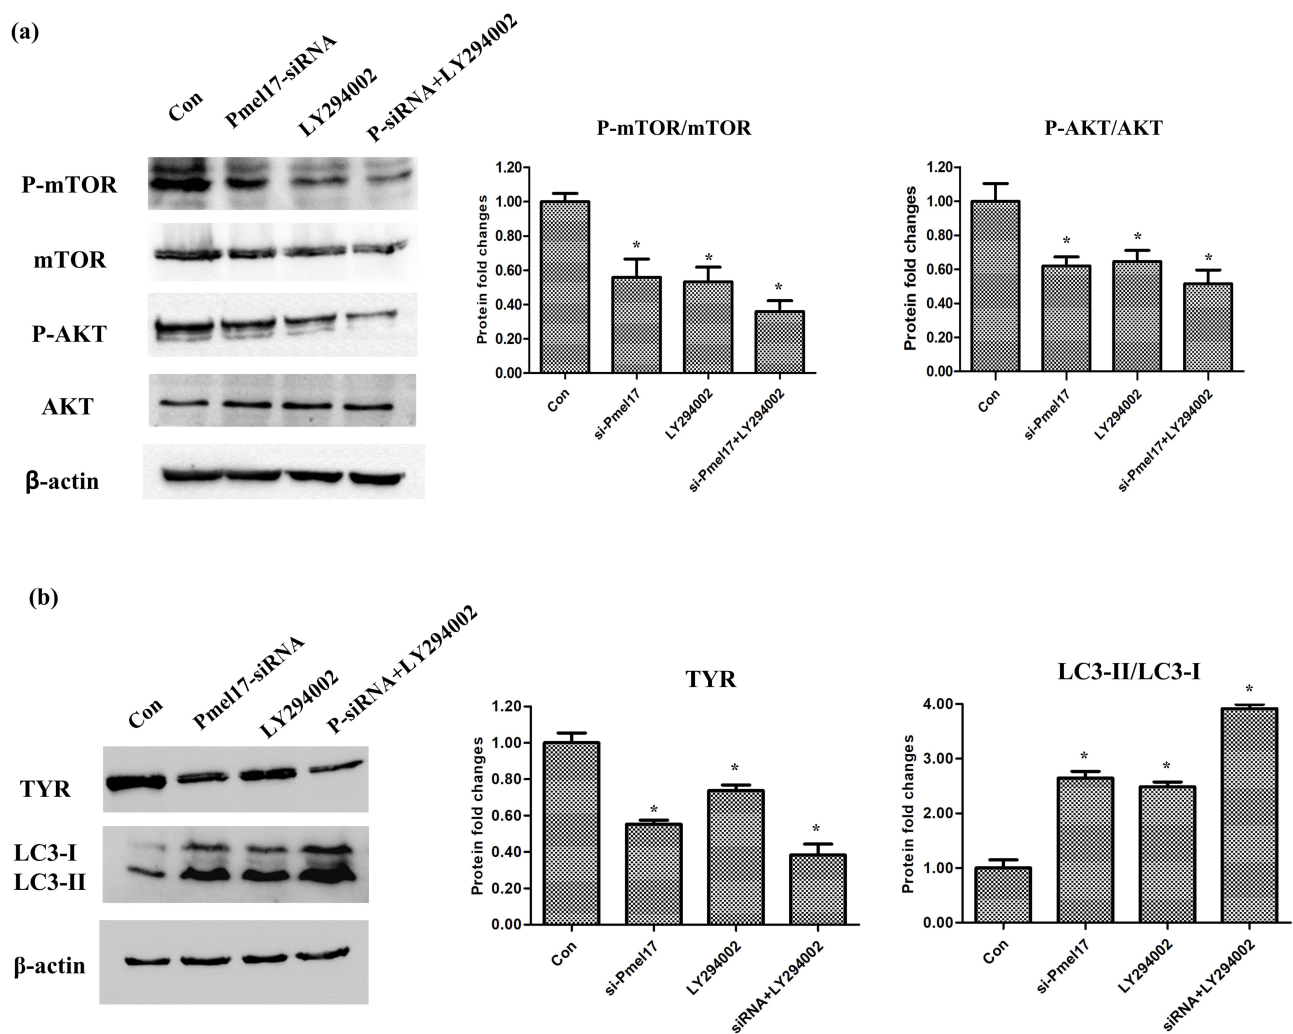 (a)
Con
Pmel17-siRNA
LY294002
P-siRNA+LY294002
P-mTOR
mTOR
P-AKT
AKT
β-actin
P-mTOR/mTOR
Protein fold changes
1.20
1.00
0.80
0.60
0.40
0.20
0.00
*
*
*
Con
si-Pmel17
LY294002
si-Pmel17+LY294002
P-AKT/AKT
Protein fold changes
1.20
1.00
0.80
0.60
0.40
0.20
0.00
*
*
*
Con
si-Pmel17
LY294002
si-Pmel17+LY294002
(b)
Con
Pmel17-siRNA
LY294002
P-siRNA+LY294002
TYR
LC3-I
LC3-II
β-actin
TYR
Protein fold changes
1.20
1.00
0.80
0.60
0.40
0.20
0.00
*
*
*
Con
si-Pmel17
LY294002
siRNA+LY294002
LC3-II/LC3-I
Protein fold changes
4.00
3.00
2.00
1.00
0.00
*
*
*
Con
si-Pmel17
LY294002
siRNA+LY294002